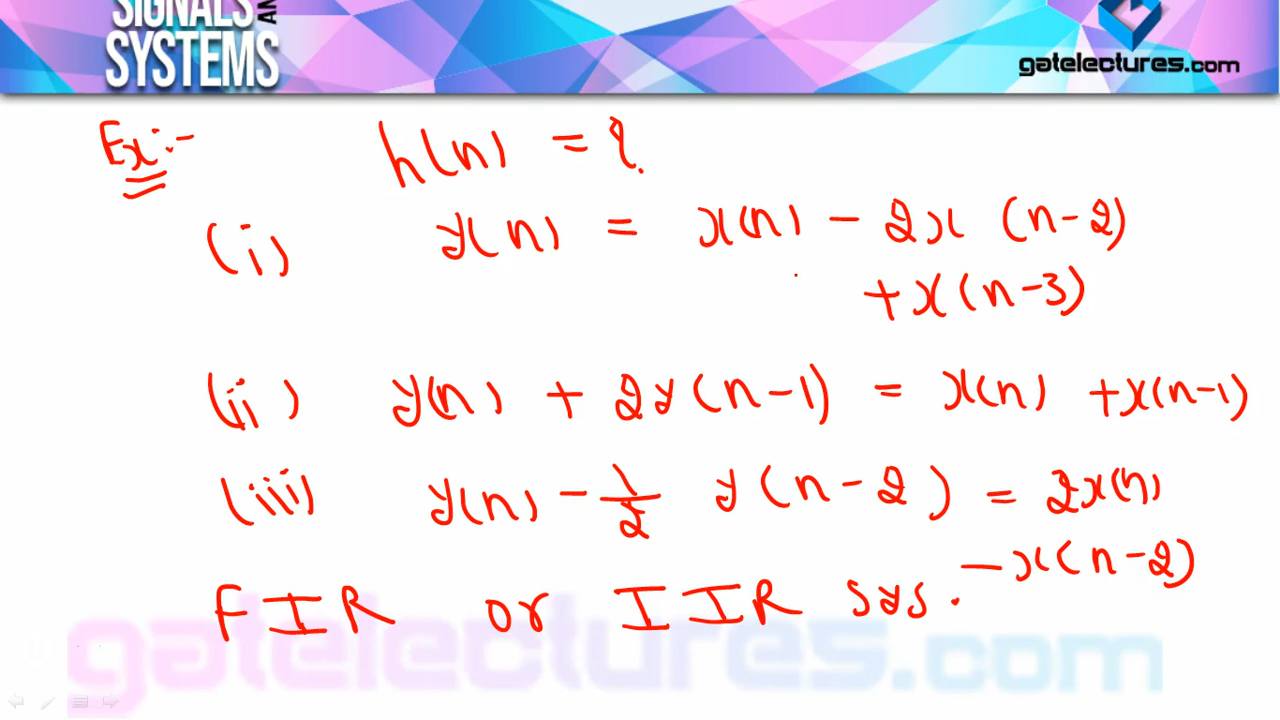 SIGNALS AND
SYSTEMS
gatelectures.com
Ex:- h(n) = ?
(i) y(n) = x(n) - 2x (n-2)
+ x(n-3)
(ii) y(n) + 2y(n-1) = x(n) + x(n-1)
(iii) y(n) - 1/2 y(n-2) = 2x(n)
- x(n-2)
FIR or IIR sys.
gatelectures.com